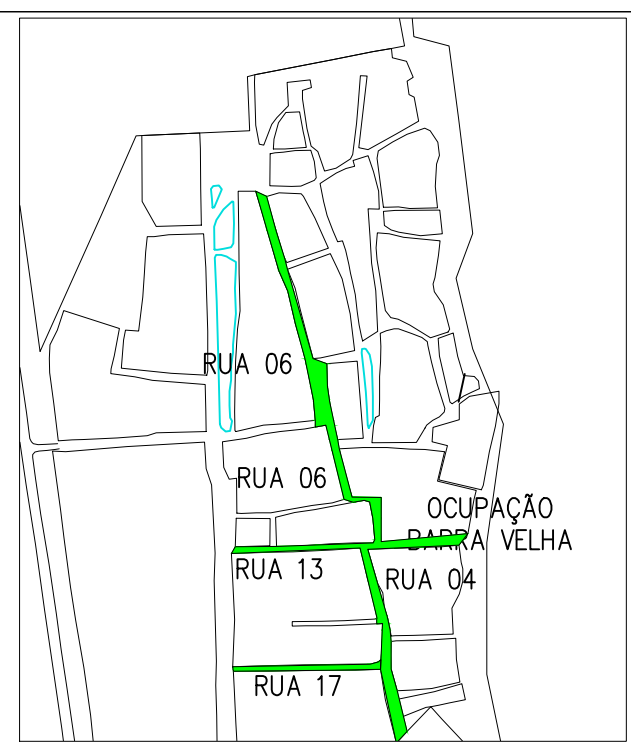 RUA 06
RUA 06
OCUPAÇÃO
BARRA VELHA
RUA 13
RUA 04
RUA 17